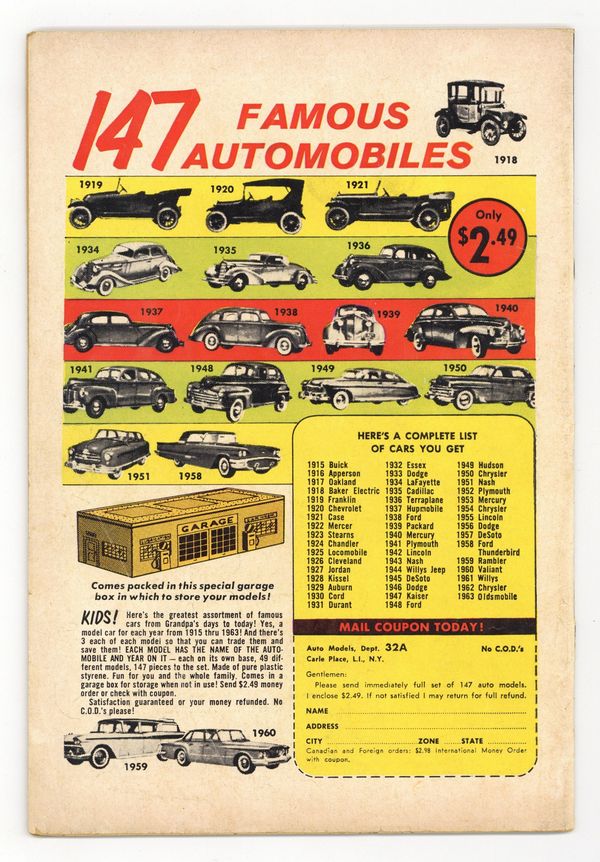 147 FAMOUS
AUTOMOBILES
1918
1919
1920
1921
Only
$2.49
1934
1935
1936
1937
1938
1939
1940
1941
1948
1949
1950
1951
1958
GARAGE
Comes packed in this special garage
box in which to store your models!
KIDS! Here's the greatest assortment of famous
cars from Grandpa's days to today! Yes, a
model car for each year from 1915 thru 1963! And there's
3 each of each model so that you can trade them and
save them! EACH MODEL HAS THE NAME OF THE AUTO-
MOBILE AND YEAR ON IT — each on its own base, 49 dif-
ferent models, 147 pieces to the set. Made of pure plastic
styrene. Fun for you and the whole family. Comes in a
garage box for storage when not in use! Send $2.49 money
order or check with coupon.
Satisfaction guaranteed or your money refunded. No
C.O.D.'s please!
1959
1960
HERE'S A COMPLETE LIST
OF CARS YOU GET
1915 Buick
1916 Apperson
1917 Oakland
1918 Baker Electric
1919 Franklin
1920 Chevrolet
1921 Case
1922 Mercer
1923 Stearns
1924 Chandler
1925 Locomobile
1926 Cleveland
1927 Jordan
1928 Kissel
1929 Auburn
1930 Cord
1931 Durant
1932 Essex
1933 Dodge
1934 LaFayette
1935 Cadillac
1936 Terraplane
1937 Hupmobile
1938 Ford
1939 Packard
1940 Mercury
1941 Plymouth
1942 Lincoln
1943 Nash
1944 Willys Jeep
1945 DeSoto
1946 Dodge
1947 Kaiser
1948 Ford
1949 Hudson
1950 Chrysler
1951 Nash
1952 Plymouth
1953 Mercury
1954 Chrysler
1955 Lincoln
1956 Dodge
1957 DeSoto
1958 Ford
Thunderbird
1959 Rambler
1960 Valiant
1961 Willys
1962 Chrysler
1963 Oldsmobile
MAIL COUPON TODAY!
Auto Models, Dept. 32A No C.O.D.'s
Carle Place, L.I., N.Y.
Gentlemen:
Please send immediately full set of 147 auto models.
I enclose $2.49. If not satisfied I may return for full refund.
NAME
ADDRESS
CITY ZONE STATE
Canadian and Foreign orders: $2.98 International Money Order
with coupon.